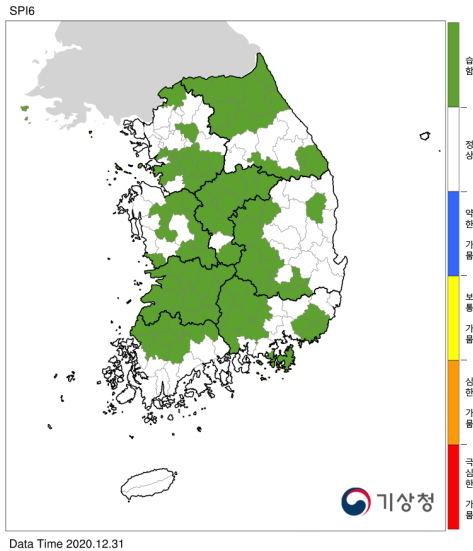 SPI6
습함
정상
약한 가뭄
보통 가뭄
심한 가뭄
극심한 가뭄
기상청
Data Time 2020.12.31